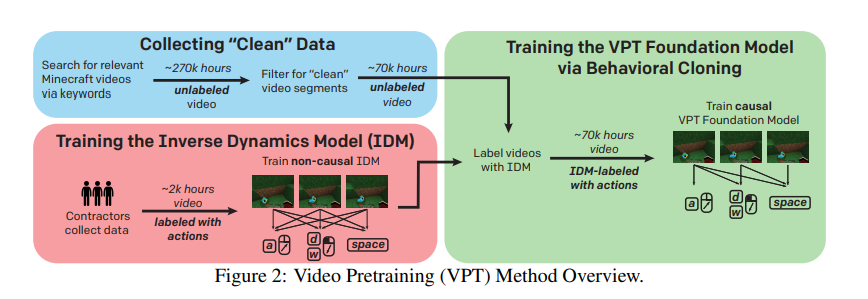 Collecting “Clean” Data
Search for relevant
Minecraft videos
via keywords
~270k hours
unlabeled
video
Filter for “clean”
video segments
~70k hours
unlabeled
video
Training the Inverse Dynamics Model (IDM)
Train non-causal IDM
Contractors
collect data
~2k hours
video
labeled with
actions
a
d
w
space
Training the VPT Foundation Model
via Behavioral Cloning
Label videos
with IDM
~70k hours
video
IDM-labeled
with actions
Train causal
VPT Foundation Model
a
d
w
space
Figure 2: Video Pretraining (VPT) Method Overview.